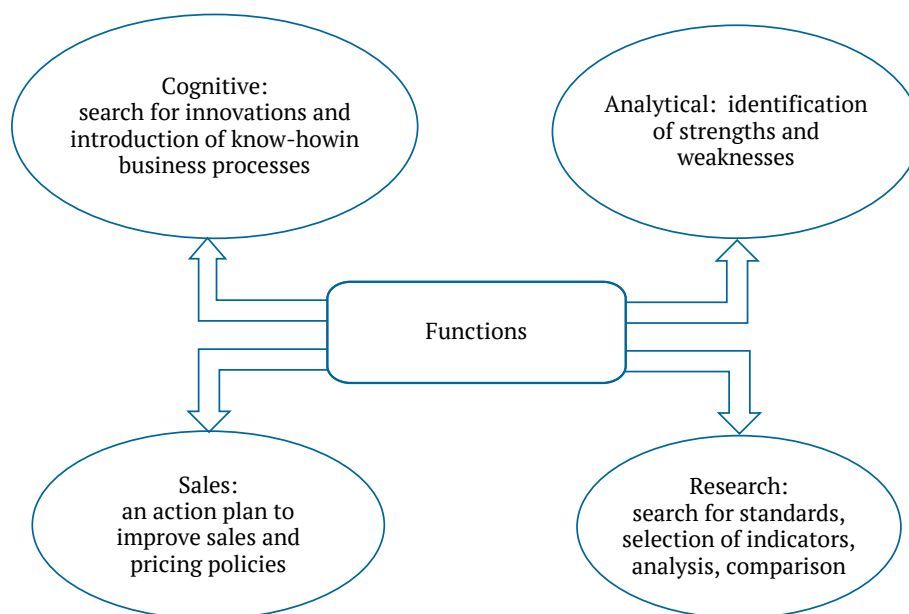 Cognitive:
search for innovations and
introduction of know-howin
business processes
Analytical:  identification
of strengths and
weaknesses
Functions
Sales:
an action plan to
improve sales and
pricing policies
Research:
search for standards,
selection of indicators,
analysis, comparison